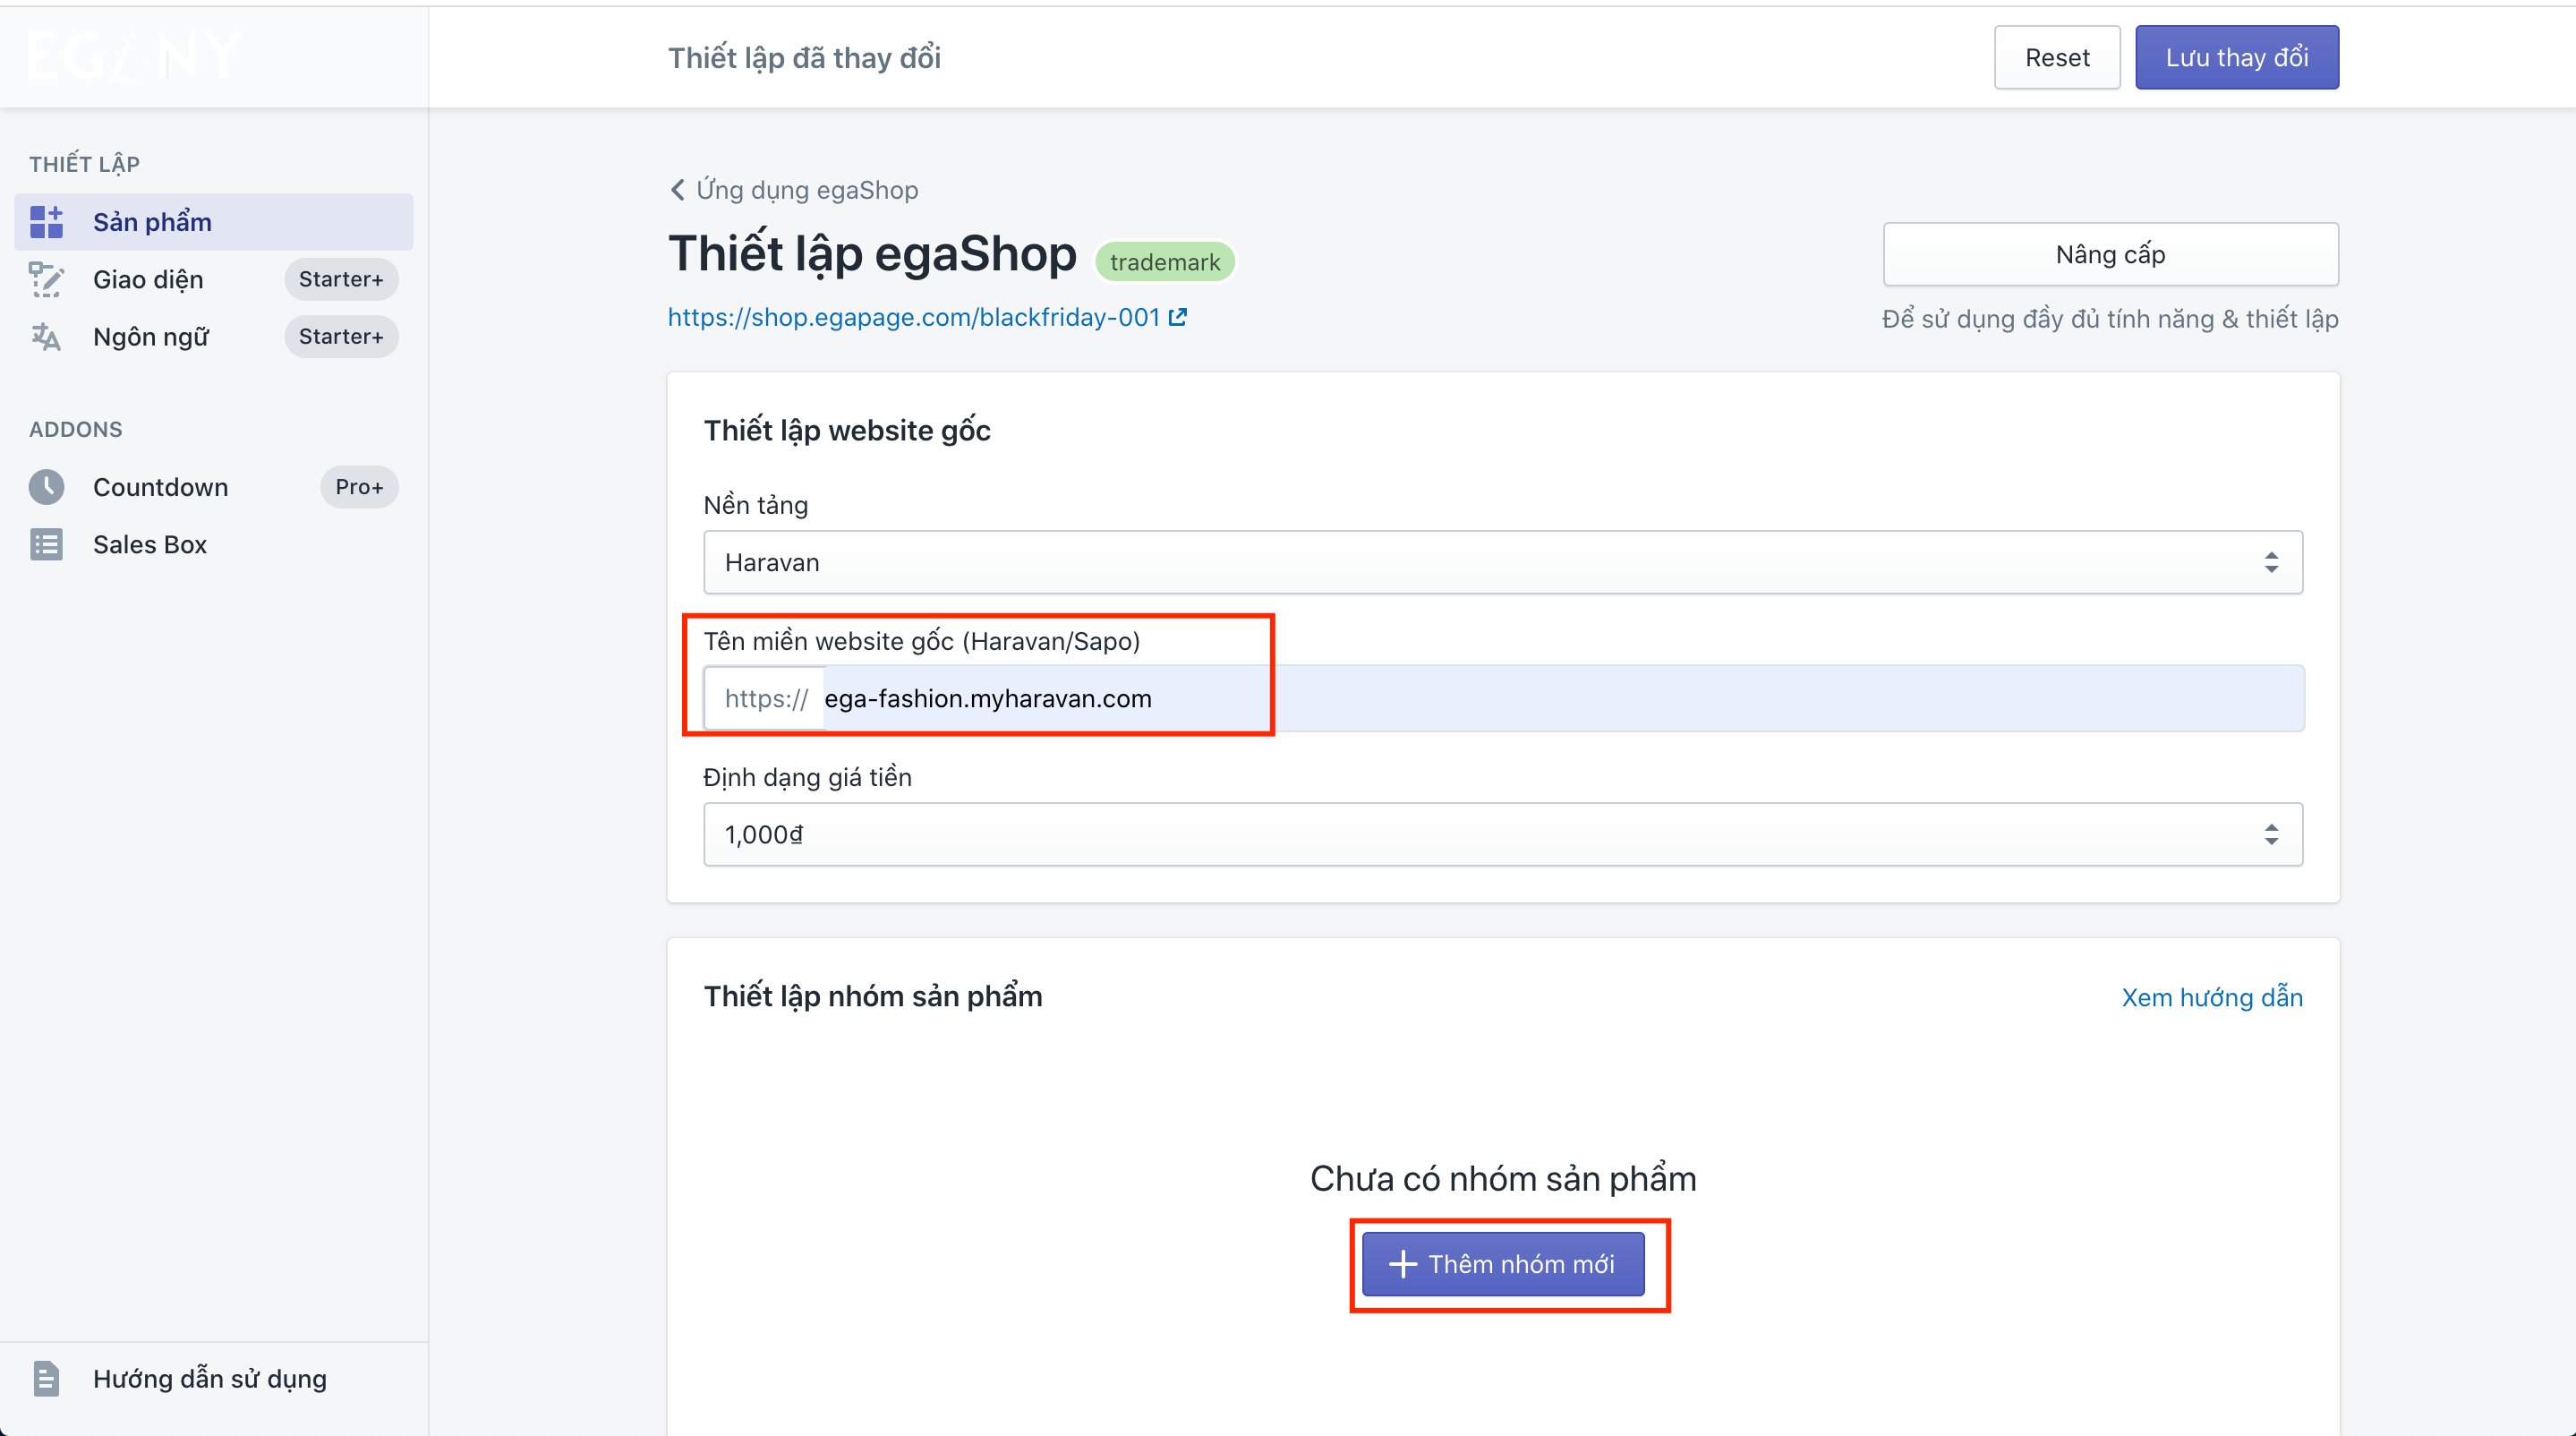 EGANY
Thiết lập đã thay đổi
Reset
Lưu thay đổi
THIẾT LẬP
Sản phẩm
Giao diện
Starter+
Ngôn ngữ
Starter+
ADDONS
Countdown
Pro+
Sales Box
Hướng dẫn sử dụng
Ứng dụng egaShop
Thiết lập egaShop
trademark
https://shop.egapage.com/blackfriday-001
Nâng cấp
Để sử dụng đầy đủ tính năng & thiết lập
Thiết lập website gốc
Nền tảng
Haravan
Tên miền website gốc (Haravan/Sapo)
https:// ega-fashion.myharavan.com
Định dạng giá tiền
1,000₫
Thiết lập nhóm sản phẩm
Xem hướng dẫn
Chưa có nhóm sản phẩm
Thêm nhóm mới